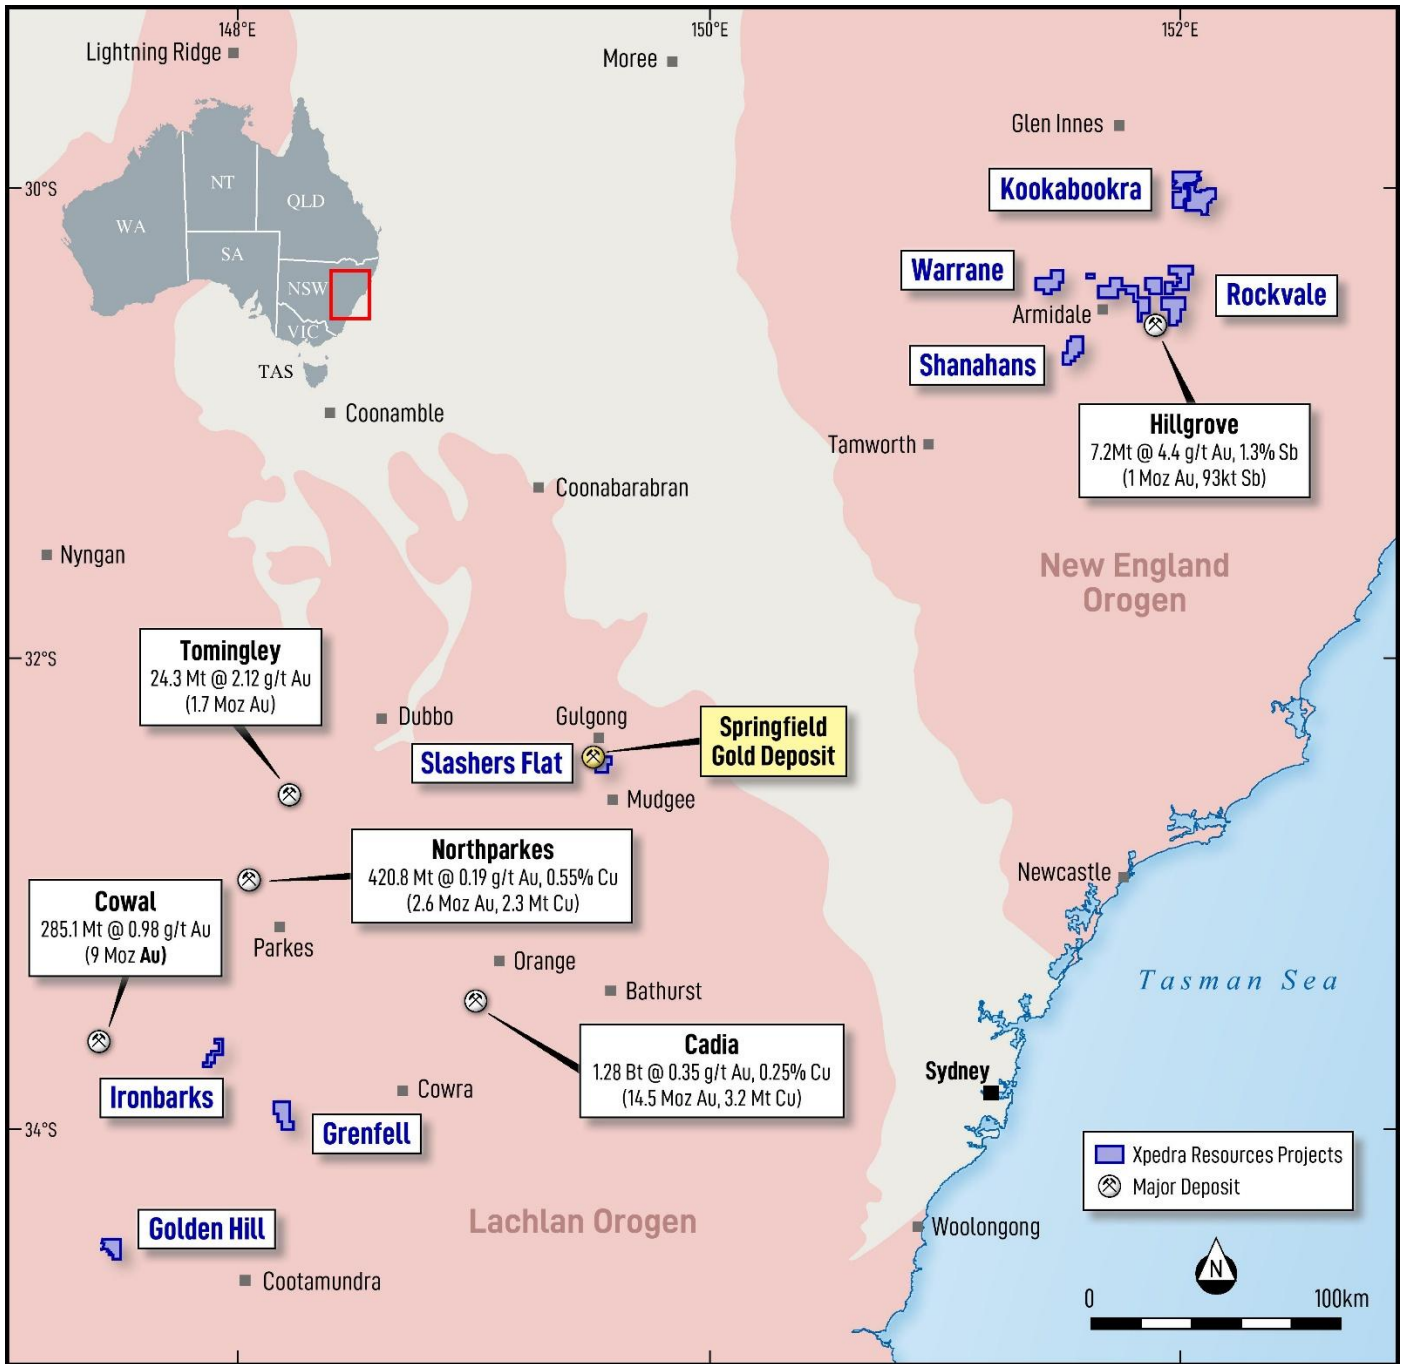 148°E
150°E
152°E
Lightning Ridge
Moree
Glen Innes
30°S
Kookabookra
NT
QLD
WA
SA
NSW
VIC
TAS
Warrane
Rockvale
Armidale
Shanahans
Coonamble
Hillgrove
7.2Mt @ 4.4 g/t Au, 1.3% Sb
(1 Moz Au, 93kt Sb)
Tamworth
Coonabarabran
Nyngan
New England
Orogen
32°S
Tomingley
24.3 Mt @ 2.12 g/t Au
(1.7 Moz Au)
Dubbo
Gulgong
Springfield
Gold Deposit
Slashers Flat
Mudgee
Northparkes
420.8 Mt @ 0.19 g/t Au, 0.55% Cu
(2.6 Moz Au, 2.3 Mt Cu)
Newcastle
Cowal
285.1 Mt @ 0.98 g/t Au
(9 Moz Au)
Parkes
Orange
Bathurst
Tasman Sea
Cadia
1.28 Bt @ 0.35 g/t Au, 0.25% Cu
(14.5 Moz Au, 3.2 Mt Cu)
Sydney
Ironbarks
Cowra
34°S
Grenfell
Xpedra Resources Projects
Major Deposit
Lachlan Orogen
Golden Hill
Woolongong
Cootamundra
N
0
100km